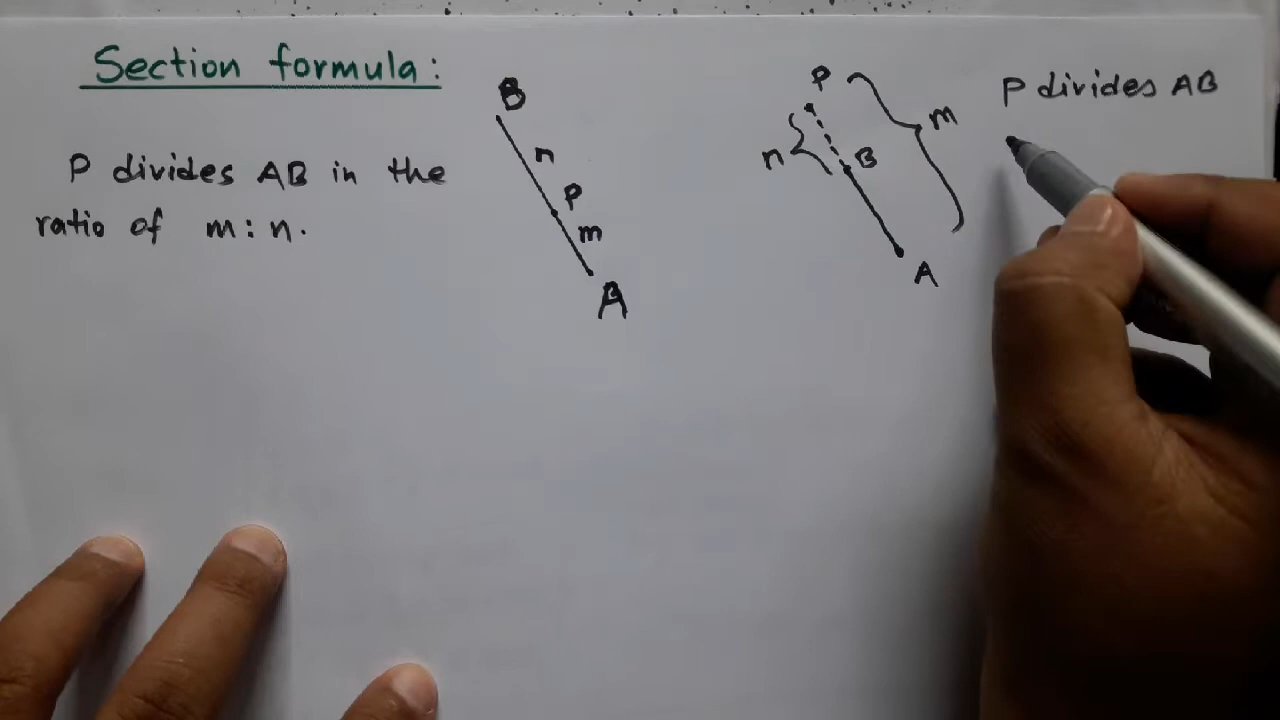 Section formula:
P divides AB in the
ratio of m:n.
B
n
P
m
A
P
m
n
B
A
P divides AB